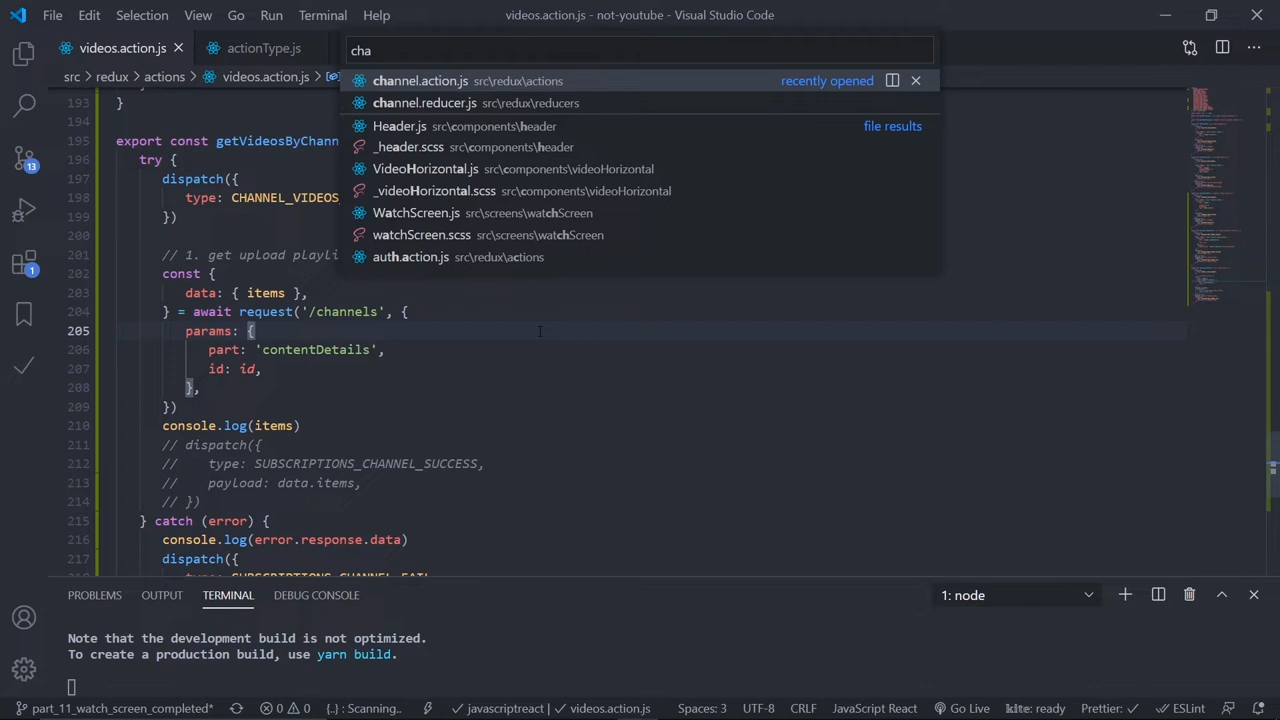 File Edit Selection View Go Run Terminal Help videos.action.js - not-youtube - Visual Studio Code
videos.action.js actionType.js
src > redux > actions > videos.action.js >
cha
channel.action.js src\redux\actions recently opened
channel.reducer.js src\redux\reducers
Header.js src\components\header file results
_header.scss src\components\header
VideoHorizontal.js src\components\videoHorizontal
_videoHorizontal.scss src\components\videoHorizontal
WatchScreen.js src\screens\watchScreen
watchScreen.scss src\screens\watchScreen
193 }
194
195 export const getVideosByChann
196 try {
197 dispatch({
198 type: CHANNEL_VIDEOS
199 })
200
201 // 1. get upload playli
202 const {
203 data: { items },
204 } = await request('/channels', {
205 params: {
206 part: 'contentDetails',
207 id: id,
208 },
209 })
210 console.log(items)
211 // dispatch({
212 // type: SUBSCRIPTIONS_CHANNEL_SUCCESS,
213 // payload: data.items,
214 // })
215 } catch (error) {
216 console.log(error.response.data)
217 dispatch({
13
1
PROBLEMS OUTPUT TERMINAL DEBUG CONSOLE 1: node
Note that the development build is not optimized.
To create a production build, use yarn build.
part_11_watch_screen_completed* 0 0 {..} : Scanning.. javascriptreact videos.action.js Spaces: 3 UTF-8 CRLF JavaScript React Go Live kite: ready Prettier: ESLint